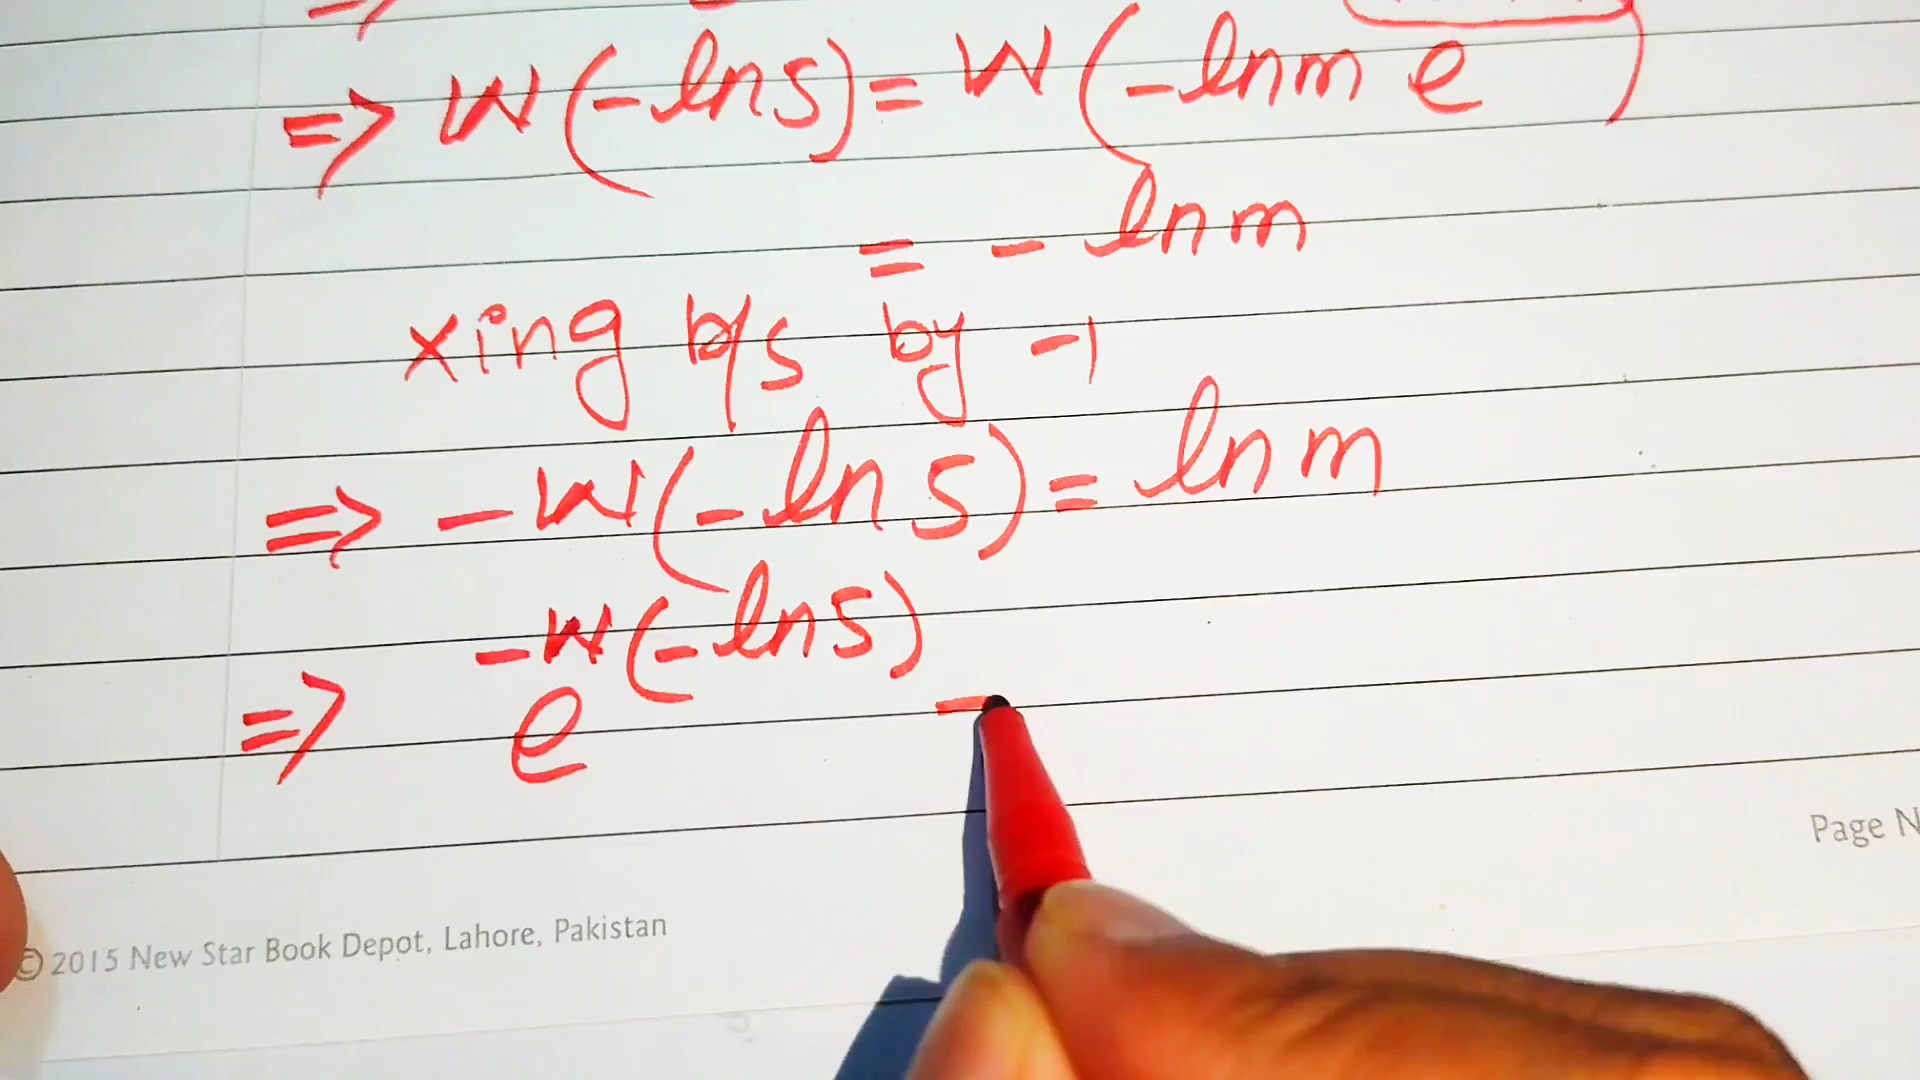 => W(-ln5) = W(-lnm e )
= -lnm
xing b/s by -1
=> -W(-ln5) = lnm
=> e^-W(-ln5) -
Page N
© 2015 New Star Book Depot, Lahore, Pakistan